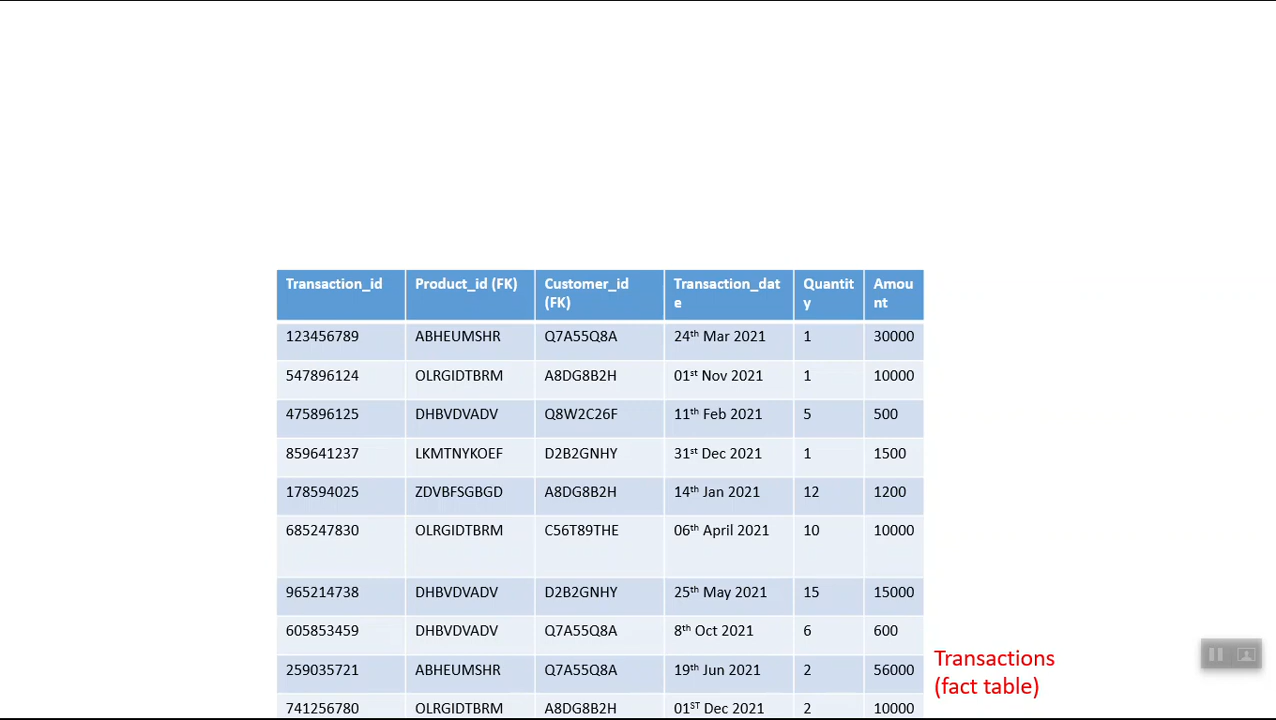 Transaction_id Product_id (FK) Customer_id (FK) Transaction_date Quantity Amount
123456789 ABHEUMSHR Q7A55Q8A 24th Mar 2021 1 30000
547896124 OLRGIDTBRM A8DG8B2H 01st Nov 2021 1 10000
475896125 DHBVDVADV Q8W2C26F 11th Feb 2021 5 500
859641237 LKMTNYKOEF D2B2GNHY 31st Dec 2021 1 1500
178594025 ZDVBFSGBGD A8DG8B2H 14th Jan 2021 12 1200
685247830 OLRGIDTBRM C56T89THE 06th April 2021 10 10000
965214738 DHBVDVADV D2B2GNHY 25th May 2021 15 15000
605853459 DHBVDVADV Q7A55Q8A 8th Oct 2021 6 600
259035721 ABHEUMSHR Q7A55Q8A 19th Jun 2021 2 56000
741256780 OLRGIDTBRM A8DG8B2H 01ST Dec 2021 2 10000
Transactions
(fact table)